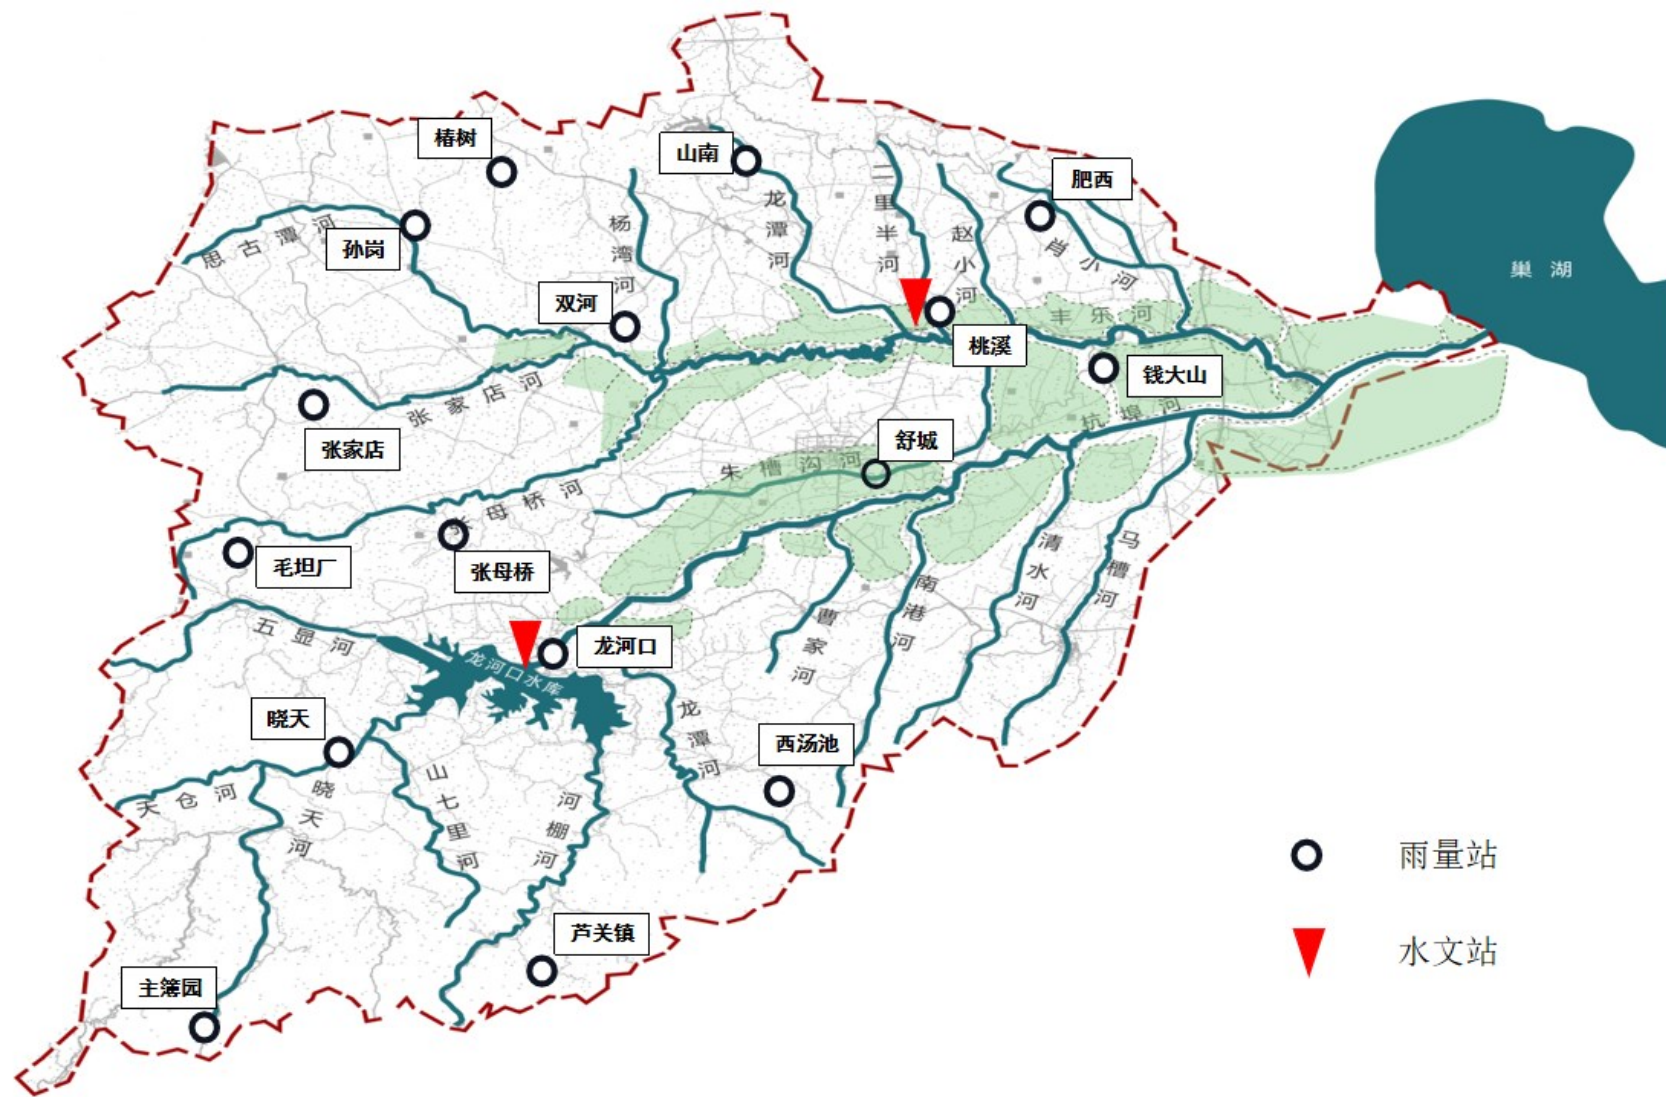 椿树
山南
肥西
思古潭河
孙岗
杨湾河
龙潭河
二里半河
赵小河
肖小河
巢湖
双河
丰乐河
桃溪
钱大山
张家店河
杭埠河
张家店
舒城
朱槽沟河
张母桥河
毛坦厂
张母桥
清水河
马槽河
南港河
曹家河
五显河
龙河口
龙河口水库
晓天
龙潭河
西汤池
天仓河
晓天河
山七里河
河棚河
雨量站
芦关镇
水文站
主簿园